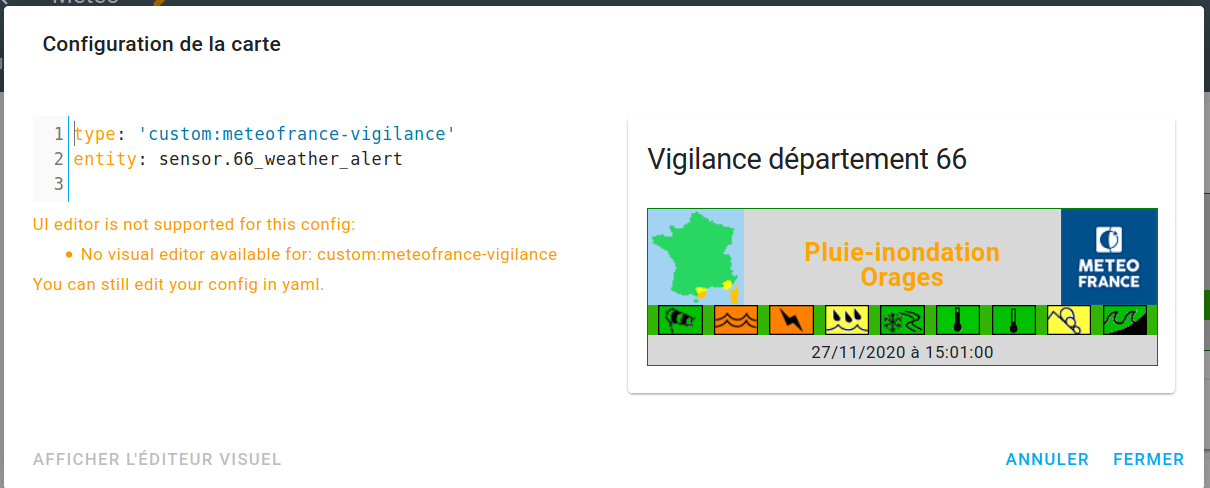 Configuration de la carte
1 type: 'custom:meteofrance-vigilance'
2 entity: sensor.66_weather_alert
3
UI editor is not supported for this config:
• No visual editor available for: custom:meteofrance-vigilance
You can still edit your config in yaml.
Vigilance département 66
Pluie-inondation
Orages
METEO
FRANCE
27/11/2020 à 15:01:00
AFFICHER L'ÉDITEUR VISUEL
ANNULER
FERMER